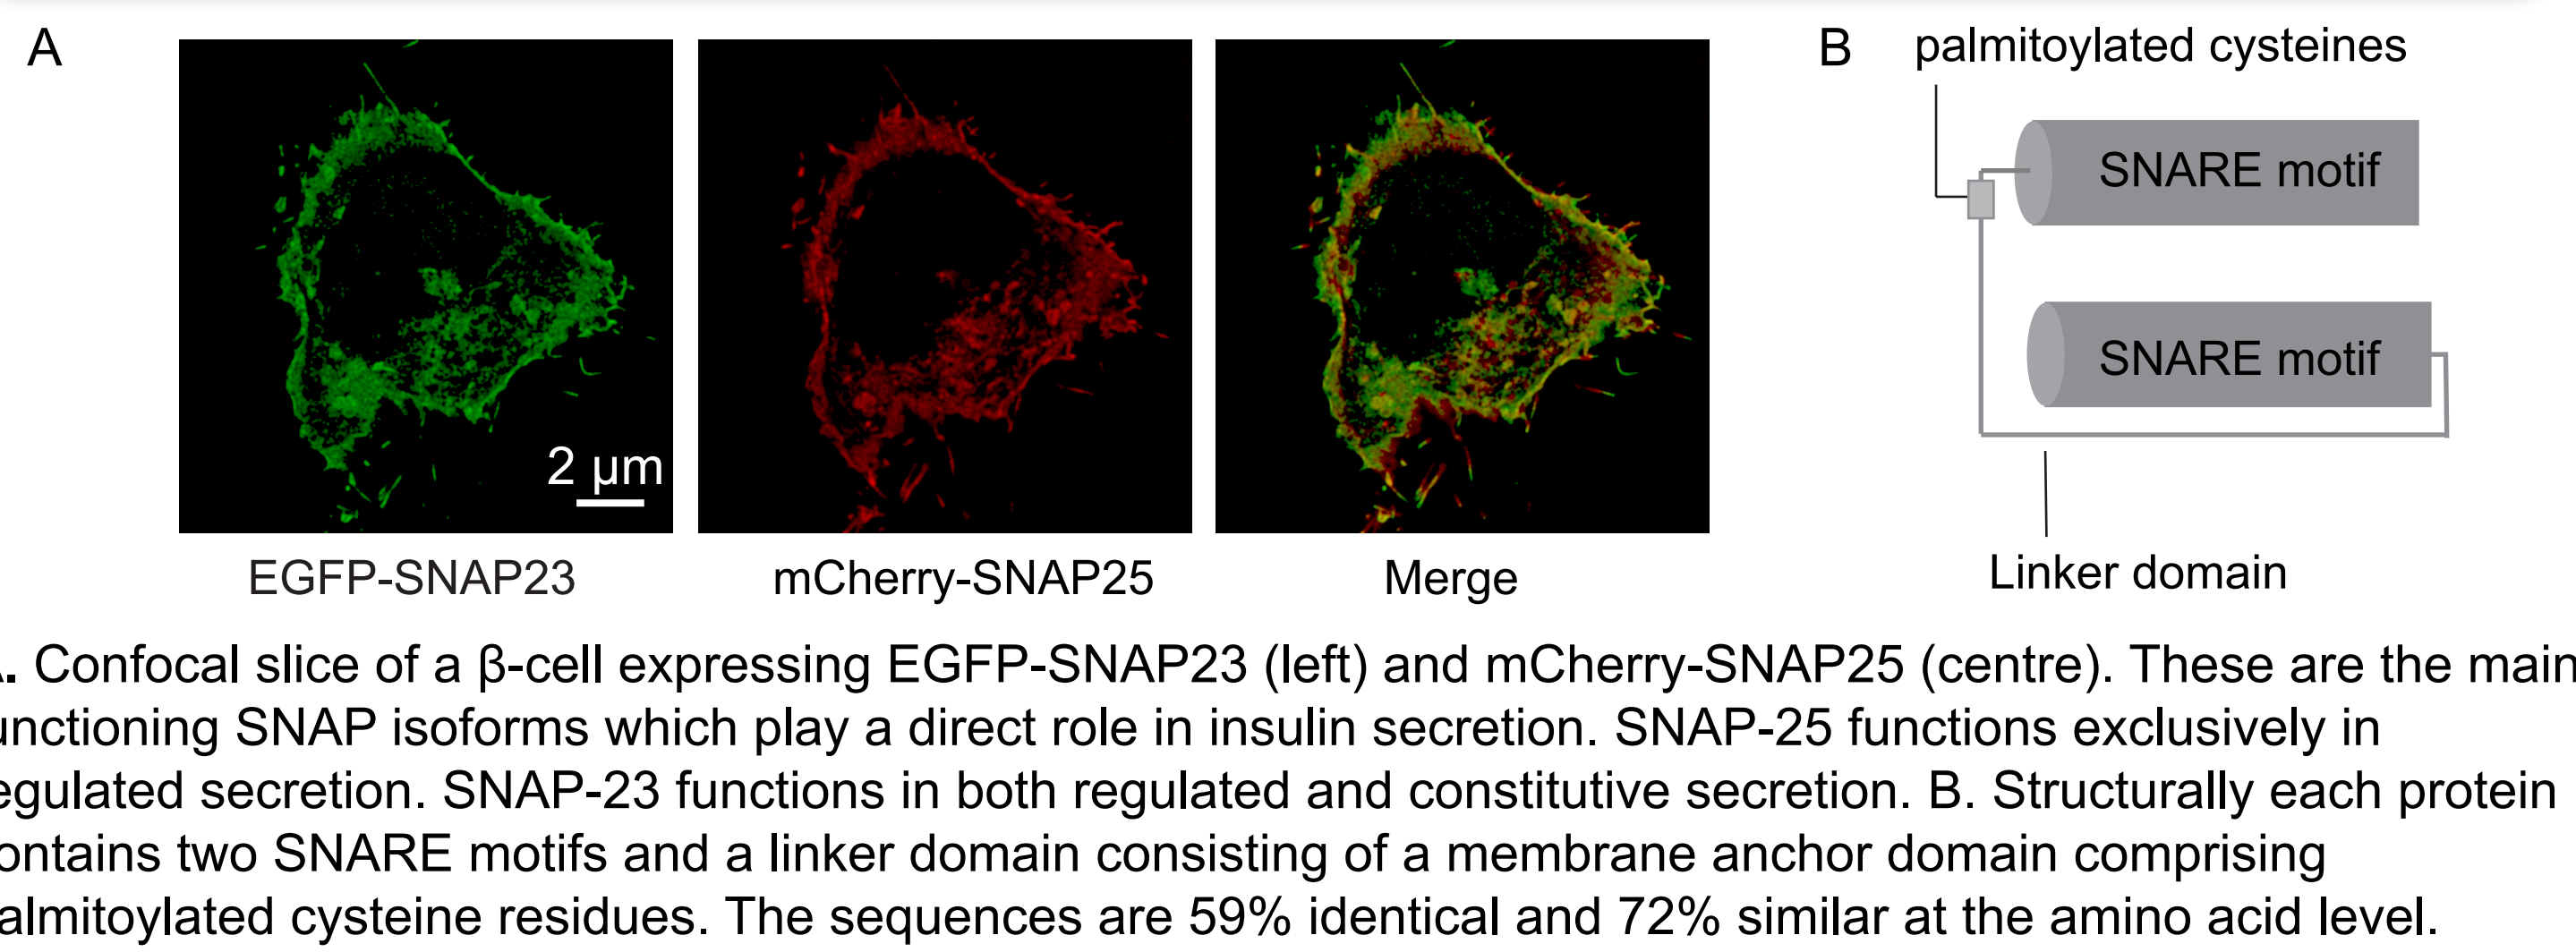 A
B
palmitoylated cysteines
SNARE motif
SNARE motif
2 µm
EGFP-SNAP23
mCherry-SNAP25
Merge
Linker domain
. Confocal slice of a β-cell expressing EGFP-SNAP23 (left) and mCherry-SNAP25 (centre). These are the main
unctioning SNAP isoforms which play a direct role in insulin secretion. SNAP-25 functions exclusively in
egulated secretion. SNAP-23 functions in both regulated and constitutive secretion. B. Structurally each protein
ontains two SNARE motifs and a linker domain consisting of a membrane anchor domain comprising
almitoylated cysteine residues. The sequences are 59% identical and 72% similar at the amino acid level.